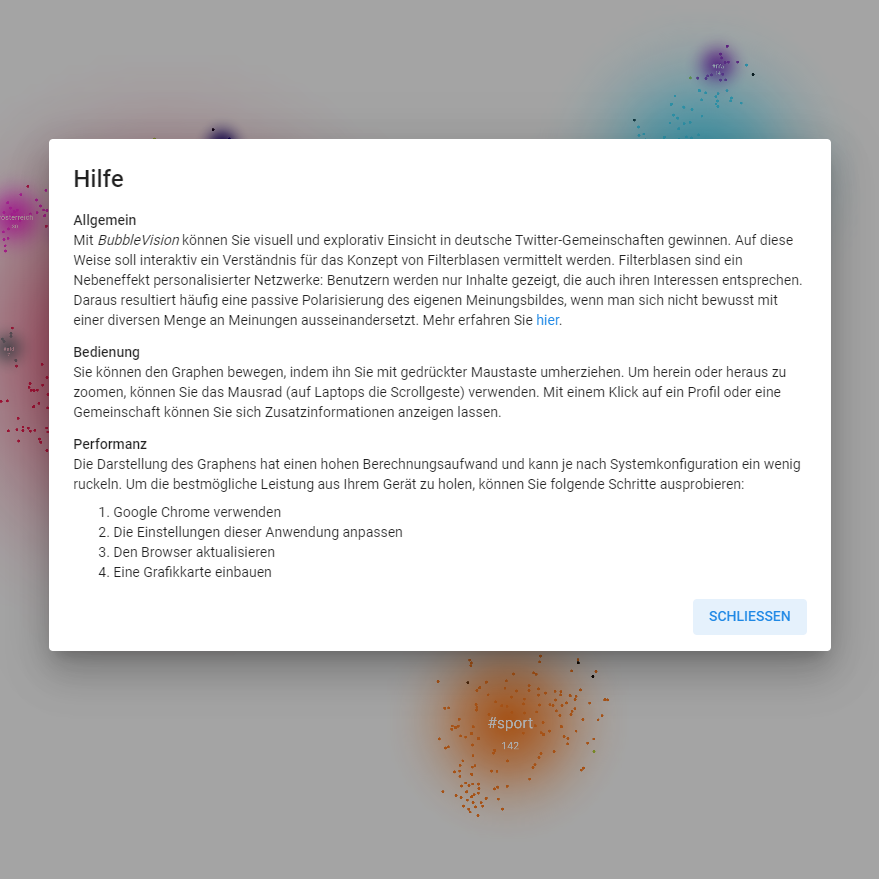 Hilfe
Allgemein
Mit BubbleVision können Sie visuell und explorativ Einsicht in deutsche Twitter-Gemeinschaften gewinnen. Auf diese
Weise soll interaktiv ein Verständnis für das Konzept von Filterblasen vermittelt werden. Filterblasen sind ein
Nebeneffekt personalisierter Netzwerke: Benutzern werden nur Inhalte gezeigt, die auch ihren Interessen entsprechen.
Daraus resultiert häufig eine passive Polarisierung des eigenen Meinungsbildes, wenn man sich nicht bewusst mit
einer diversen Menge an Meinungen ausseinandersetzt. Mehr erfahren Sie hier.
Bedienung
Sie können den Graphen bewegen, indem ihn Sie mit gedrückter Maustaste umherziehen. Um herein oder heraus zu
zoomen, können Sie das Mausrad (auf Laptops die Scrollgeste) verwenden. Mit einem Klick auf ein Profil oder eine
Gemeinschaft können Sie sich Zusatzinformationen anzeigen lassen.
Performanz
Die Darstellung des Graphens hat einen hohen Berechnungsaufwand und kann je nach Systemkonfiguration ein wenig
ruckeln. Um die bestmögliche Leistung aus Ihrem Gerät zu holen, können Sie folgende Schritte ausprobieren:
1. Google Chrome verwenden
2. Die Einstellungen dieser Anwendung anpassen
3. Den Browser aktualisieren
4. Eine Grafikkarte einbauen
SCHLIESSEN
#sport
142